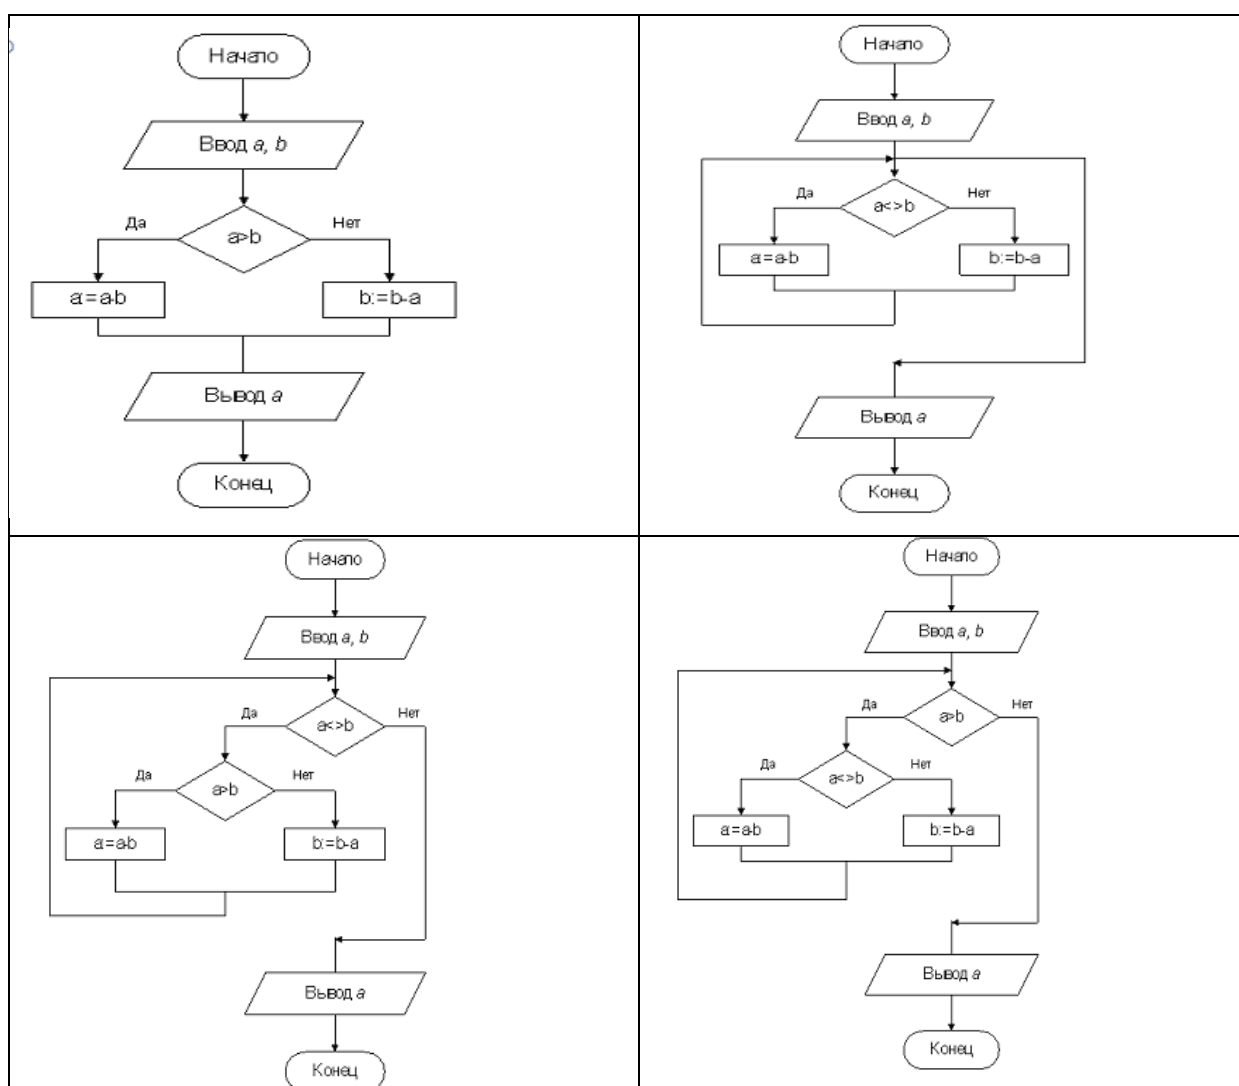 Начало
Ввод a, b
Да
Нет
a>b
a:=a-b
b:=b-a
Вывод a
Конец
Начало
Ввод a, b
Да
Нет
a<>b
a:=a-b
b:=b-a
Вывод a
Конец
Начало
Ввод a, b
Да
Нет
a<>b
Да
Нет
a>b
a:=a-b
b:=b-a
Вывод a
Конец
Начало
Ввод a, b
Да
Нет
a>b
Да
Нет
a<>b
a:=a-b
b:=b-a
Вывод a
Конец